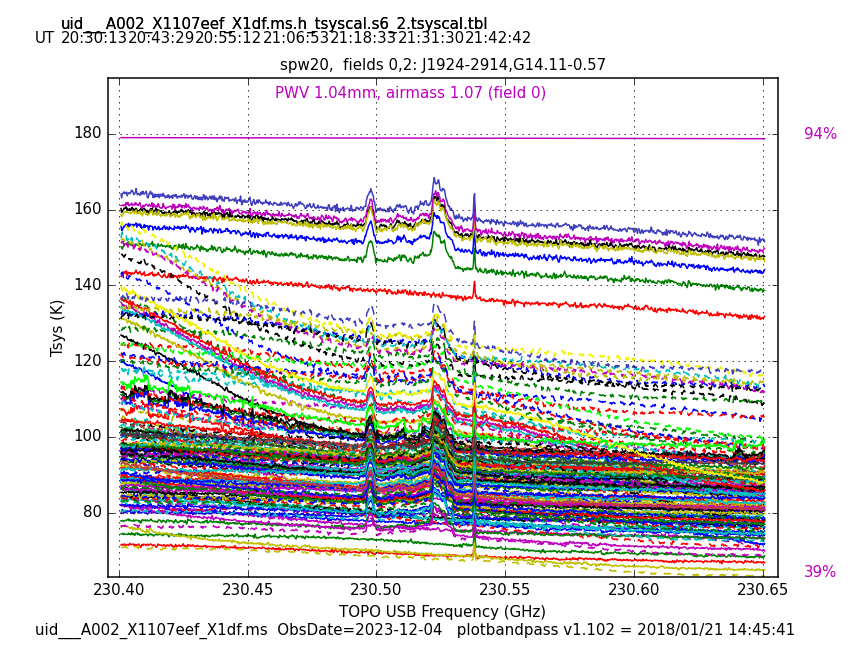 uid___A002_X1107eef_X1df.ms.h_tsyscal.s6_2.tsyscal.tbl
UT 20:30:13 20:43:29 20:55:12 21:06:53 21:18:33 21:31:30 21:42:42
spw20,  fields 0,2: J1924-2914,G14.11-0.57
PWV 1.04mm, airmass 1.07 (field 0)
94%
180
160
140
120
100
80
Tsys (K)
39%
230.40 230.45 230.50 230.55 230.60 230.65
TOPO USB Frequency (GHz)
uid___A002_X1107eef_X1df.ms  ObsDate=2023-12-04   plotbandpass v1.102 = 2018/01/21 14:45:41